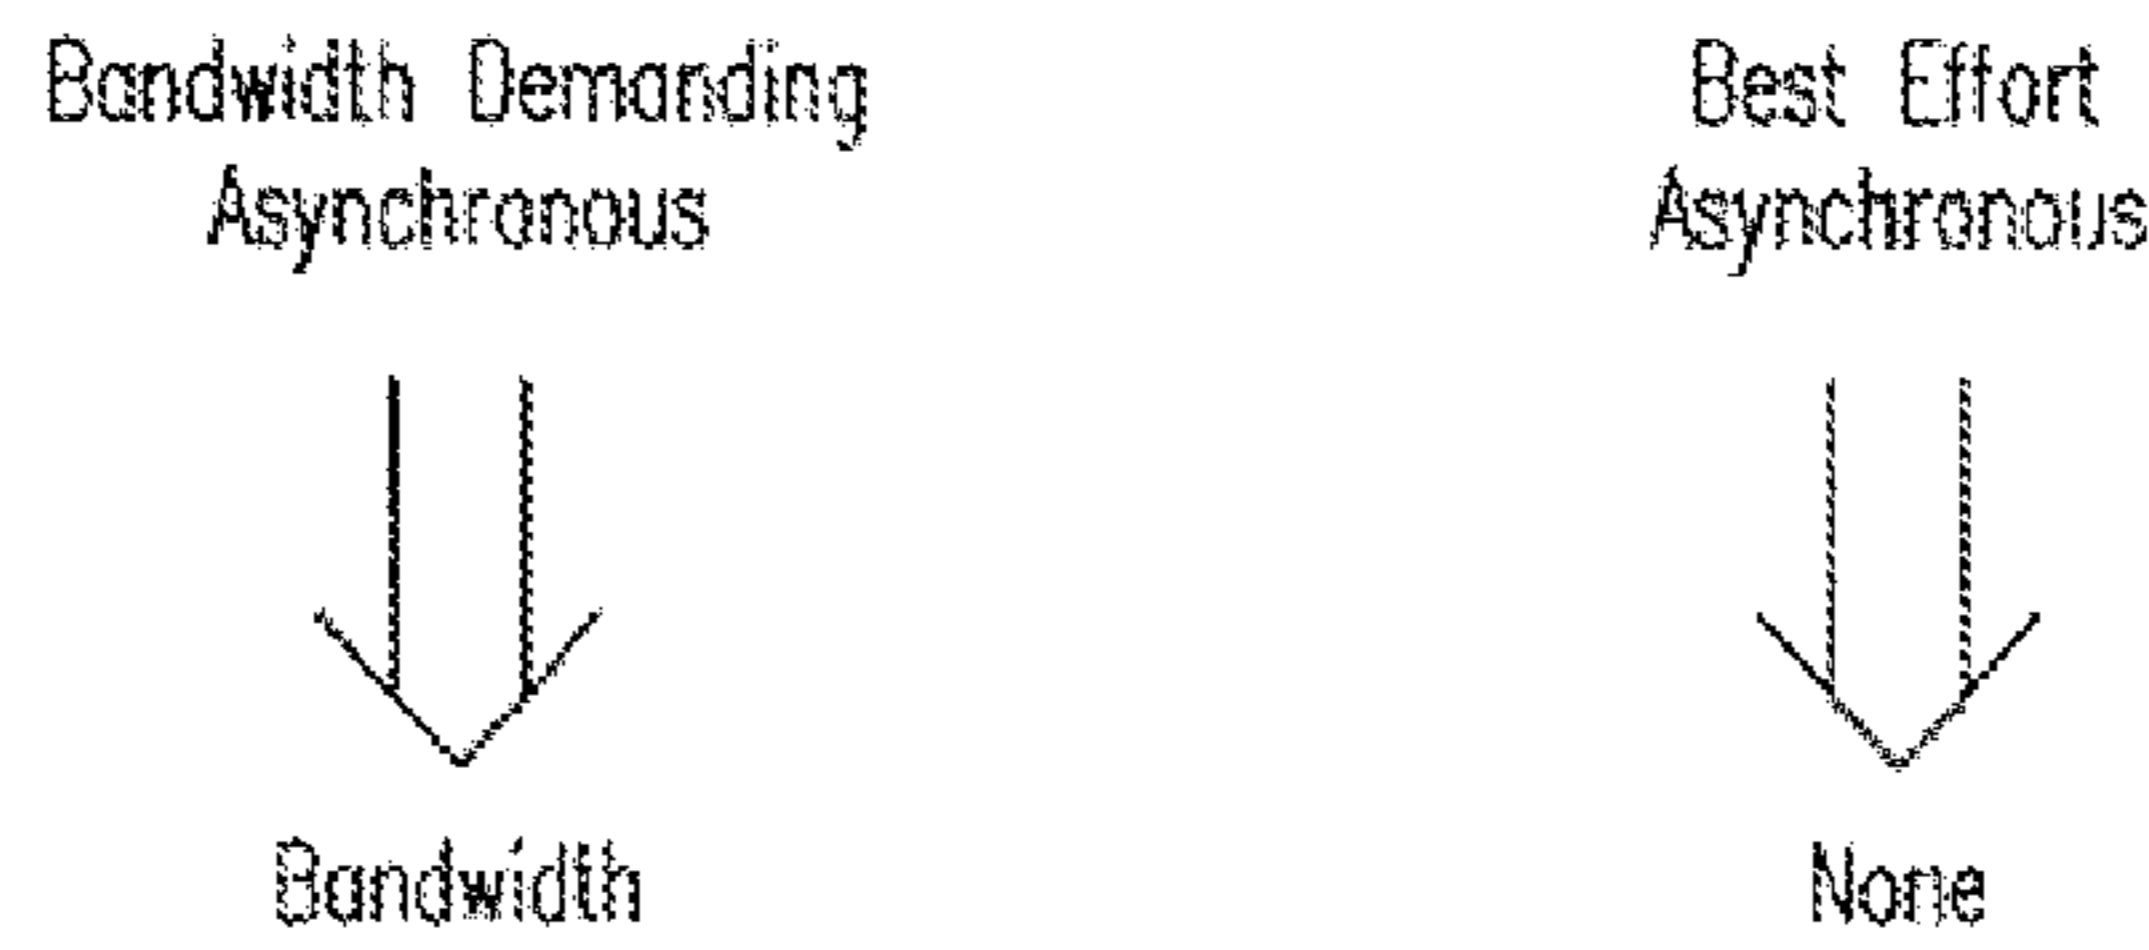 Bandwidth Demanding
Asynchronous
Best Effort
Asynchronous
Bandwidth
None